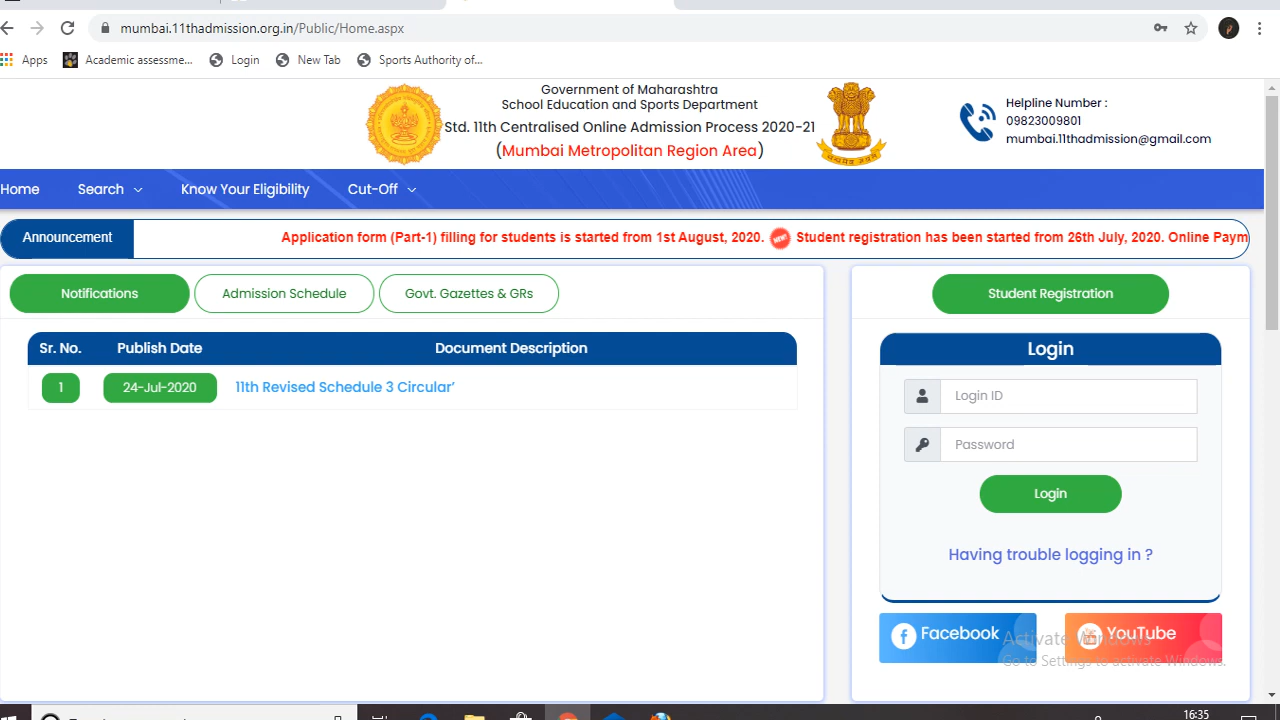 mumbai.11thadmission.org.in/Public/Home.aspx
Apps Academic assessme... Login New Tab Sports Authority of...
Government of Maharashtra
School Education and Sports Department
Std. 11th Centralised Online Admission Process 2020-21
(Mumbai Metropolitan Region Area)
Helpline Number :
09823009801
mumbai.11thadmission@gmail.com
Home Search Know Your Eligibility Cut-Off
Announcement Application form (Part-1) filling for students is started from 1st August, 2020. Student registration has been started from 26th July, 2020. Online Paym
Notifications Admission Schedule Govt. Gazettes & GRs
Student Registration
Sr. No. Publish Date Document Description
1 24-Jul-2020 11th Revised Schedule 3 Circular’
Login
Login ID
Password
Login
Having trouble logging in ?
Facebook YouTube
Activate Windows
Go to Settings to activate Windows.
16:35